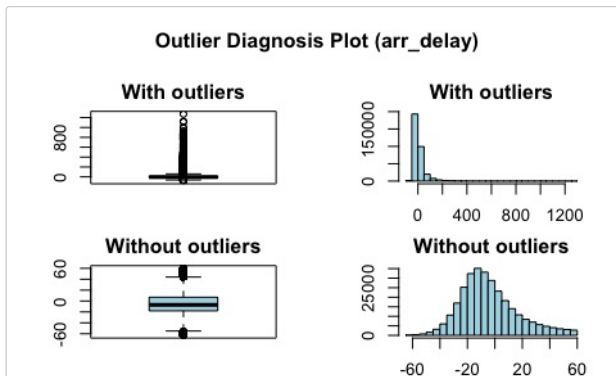 Outlier Diagnosis Plot (arr_delay)
With outliers
With outliers
800
0
150000
0
0 400 800 1200
Without outliers
Without outliers
60
0
-60
25000
0
-60 -20 20 60